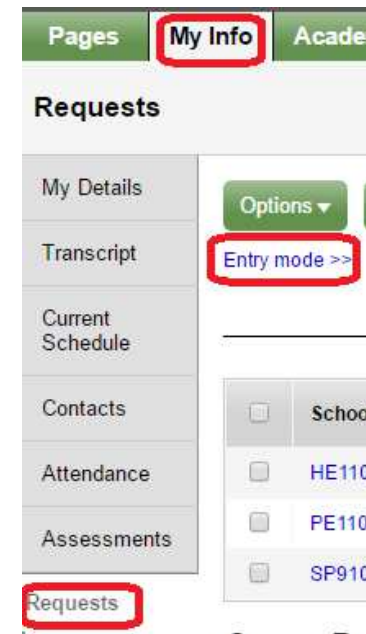 Pages My Info Acade
Requests
My Details
Transcript
Current
Schedule
Contacts
Attendance
Assessments
Requests
Options
Entry mode >>
Schoo
HE110
PE110
SP910